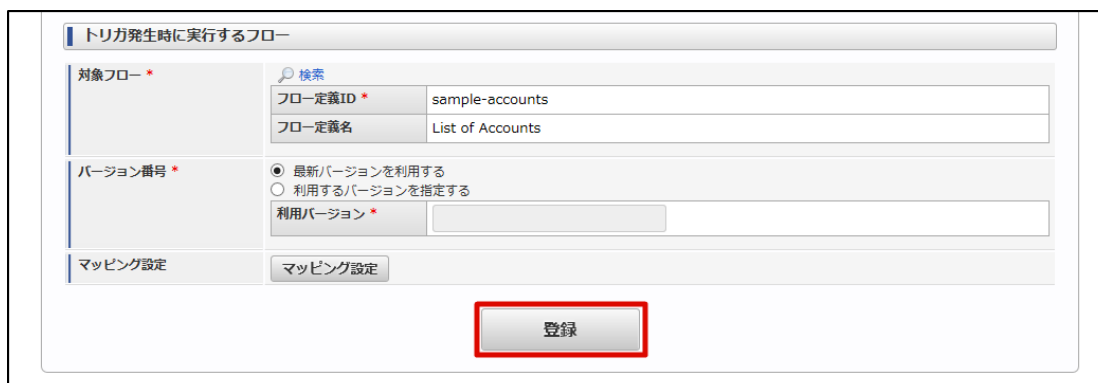 トリガ発生時に実行するフロー
対象フロー *
検索
フロー定義ID * sample-accounts
フロー定義名 List of Accounts
バージョン番号 *
最新バージョンを利用する
利用するバージョンを指定する
利用バージョン *
マッピング設定 マッピング設定
登録